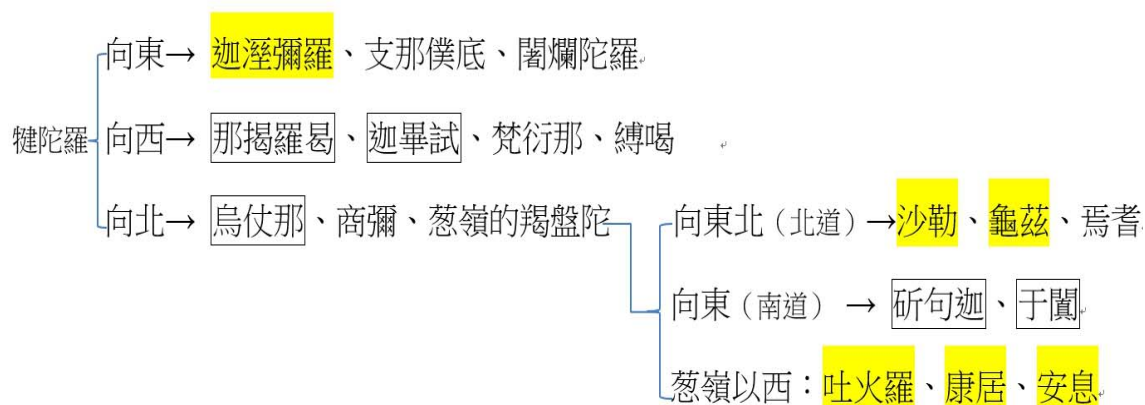 犍陀羅
向東→ 迦溼彌羅、支那僕底、闍爛陀羅
向西→ 那揭羅曷、迦畢試、梵衍那、縛喝
向北→ 烏仗那、商彌、葱嶺的羯盤陀
向東北（北道）→沙勒、龜茲、焉耆
向東（南道） → 斫句迦、于闐
葱嶺以西：吐火羅、康居、安息